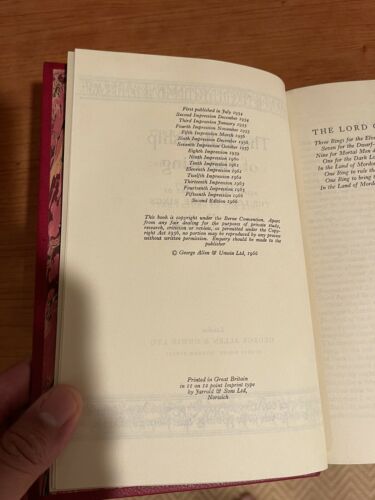 First published in July 1954
Second Impression December 1954
Third Impression January 1955
Fourth Impression November 1955
Fifth Impression March 1956
Sixth Impression December 1956
Seventh Impression October 1957
Eighth Impression 1959
Ninth Impression 1960
Tenth Impression 1961
Eleventh Impression 1962
Twelfth Impression 1962
Thirteenth Impression 1963
Fourteenth Impression 1965
Fifteenth Impression 1966
Second Edition 1966
This book is copyright under the Berne Convention. Apart
from any fair dealing for the purposes of private study,
research, criticism or review, as permitted under the Copy-
right Act 1956, no portion may be reproduced by any process
without written permission. Enquiry should be made to the
publisher
© George Allen & Unwin Ltd, 1966
Printed in Great Britain
in 11 on 12 point Imprint type
by Jarrold & Sons Ltd,
Norwich
THE LORD O
Three Rings for the Elve
Seven for the Dwarf-
Nine for Mortal Men d
One for the Dark L
In the Land of Mordo
One Ring to rule th
One Ring to bring t
In the Land of Mordo